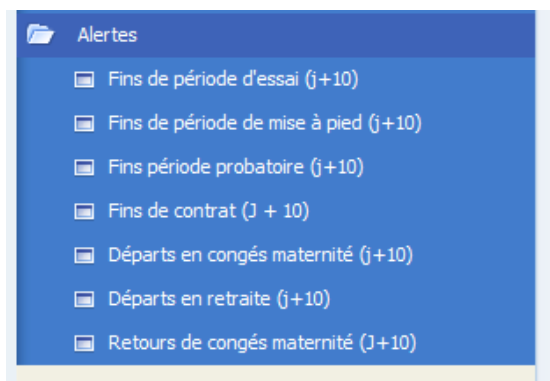 Alertes
Fins de période d'essai (j+10)
Fins de période de mise à pied (j+10)
Fins période probatoire (j+10)
Fins de contrat (J + 10)
Départs en congés maternité (j+10)
Départs en retraite (j+10)
Retours de congés maternité (J+10)